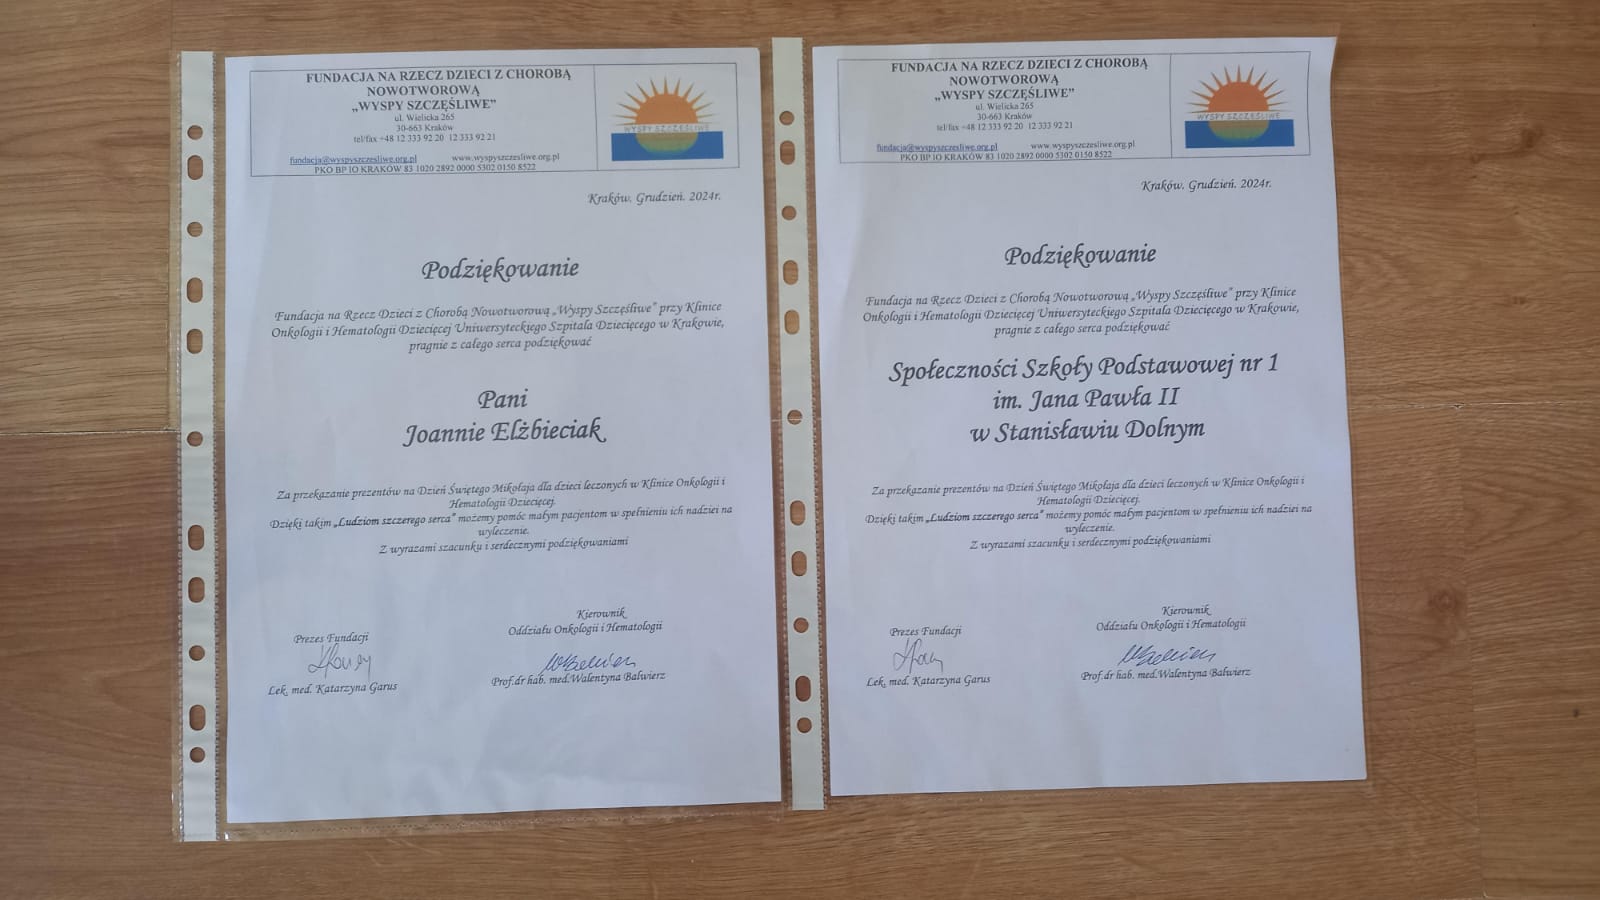 FUNDACJA NA RZECZ DZIECI Z CHOROBĄ
NOWOTWOROWĄ
„WYSPY SZCZĘŚLIWE”
ul. Wielicka 265
30-663 Kraków
tel/fax +48 12 333 92 20 12 333 92 21
fundacja@wyspyszczesliwe.org.pl www.wyspyszczesliwe.org.pl
PKO BP IO KRAKÓW 83 1020 2892 0000 5302 0150 8522
WYSPY SZCZĘŚLIWE
Kraków. Grudzień. 2024r.
Podziękowanie
Fundacja na Rzecz Dzieci z Chorobą Nowotworową „Wyspy Szczęśliwe” przy Klinice
Onkologii i Hematologii Dziecięcej Uniwersyteckiego Szpitala Dziecięcego w Krakowie,
pragnie z całego serca podziękować
Pani
Joannie Elżbieciak
Za przekazanie prezentów na Dzień Świętego Mikołaja dla dzieci leczonych w Klinice Onkologii i
Hematologii Dziecięcej.
Dzięki takim „Ludziom szczerego serca” możemy pomóc małym pacjentom w spełnieniu ich nadziei na
wyleczenie.
Z wyrazami szacunku i serdecznymi podziękowaniami
Kierownik
Oddziału Onkologii i Hematologii
Prezes Fundacji
Lek. med. Katarzyna Garus
Prof.dr hab. med.Walentyna Balwierz
FUNDACJA NA RZECZ DZIECI Z CHOROBĄ
NOWOTWOROWĄ
„WYSPY SZCZĘŚLIWE”
ul. Wielicka 265
30-663 Kraków
tel/fax +48 12 333 92 20 12 333 92 21
fundacja@wyspyszczesliwe.org.pl www.wyspyszczesliwe.org.pl
PKO BP IO KRAKÓW 83 1020 2892 0000 5302 0150 8522
WYSPY SZCZĘŚLIWE
Kraków. Grudzień. 2024r.
Podziękowanie
Fundacja na Rzecz Dzieci z Chorobą Nowotworową „Wyspy Szczęśliwe” przy Klinice
Onkologii i Hematologii Dziecięcej Uniwersyteckiego Szpitala Dziecięcego w Krakowie,
pragnie z całego serca podziękować
Społeczności Szkoły Podstawowej nr 1
im. Jana Pawła II
w Stanisławiu Dolnym
Za przekazanie prezentów na Dzień Świętego Mikołaja dla dzieci leczonych w Klinice Onkologii i
Hematologii Dziecięcej.
Dzięki takim „Ludziom szczerego serca” możemy pomóc małym pacjentom w spełnieniu ich nadziei na
wyleczenie.
Z wyrazami szacunku i serdecznymi podziękowaniami
Kierownik
Oddziału Onkologii i Hematologii
Prezes Fundacji
Lek. med. Katarzyna Garus
Prof.dr hab. med.Walentyna Balwierz